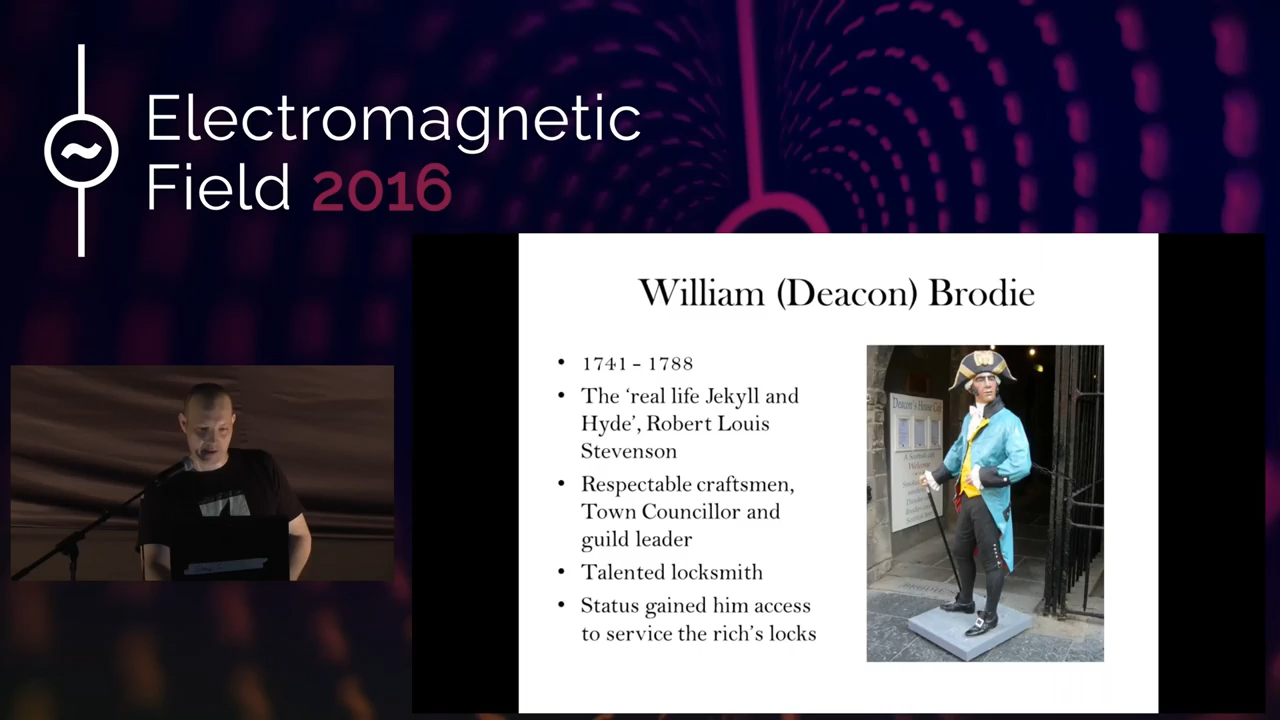 Electromagnetic
Field 2016
William (Deacon) Brodie
• 1741 – 1788
• The ‘real life Jekyll and
Hyde’, Robert Louis
Stevenson
• Respectable craftsmen,
Town Councillor and
guild leader
• Talented locksmith
• Status gained him access
to service the rich’s locks
Deacon's House Cafe
A Scottish
Welcome